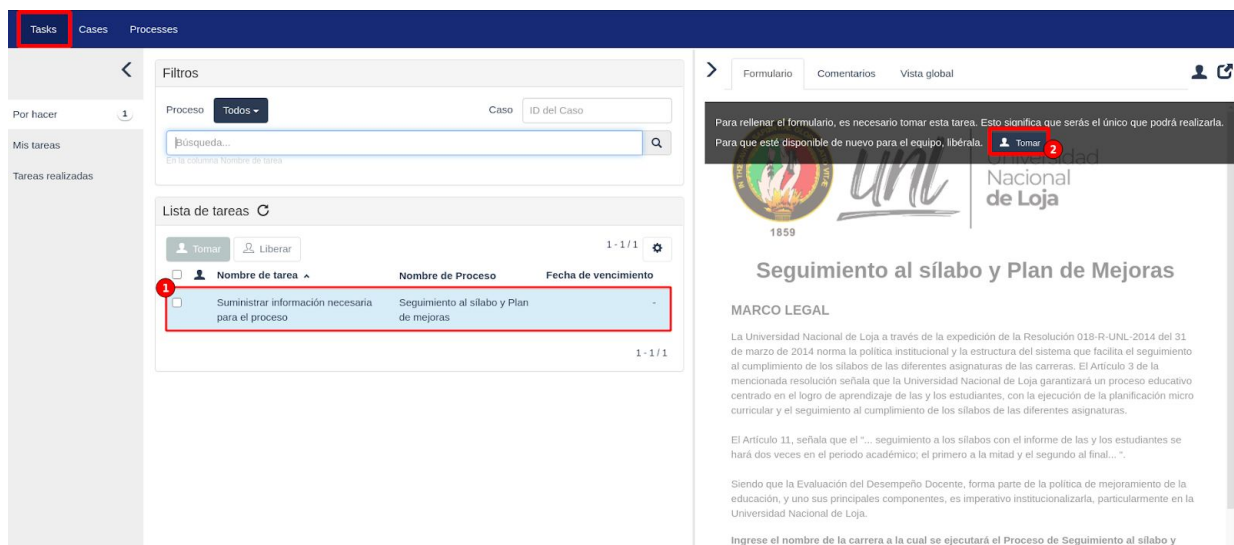 Tasks Cases Processes
Por hacer 1
Mis tareas
Tareas realizadas
Filtros
Proceso Todos Caso ID del Caso
Búsqueda...
En la columna Nombre de tarea
Lista de tareas
Tomar Liberar 1 - 1 / 1
Nombre de tarea Nombre de Proceso Fecha de vencimiento
1
Suministrar información necesaria Seguimiento al sílabo y Plan -
para el proceso de mejoras
1 - 1 / 1
Formulario Comentarios Vista global
Para rellenar el formulario, es necesario tomar esta tarea. Esto significa que serás el único que podrá realizarla.
Para que esté disponible de nuevo para el equipo, libérala. Tomar 2
unl
Universidad
Nacional
de Loja
1859
Seguimiento al sílabo y Plan de Mejoras
MARCO LEGAL
La Universidad Nacional de Loja a través de la expedición de la Resolución 018-R-UNL-2014 del 31
de marzo de 2014 norma la política institucional y la estructura del sistema que facilita el seguimiento
al cumplimiento de los sílabos de las diferentes asignaturas de las carreras. El Artículo 3 de la
mencionada resolución señala que la Universidad Nacional de Loja garantizará un proceso educativo
centrado en el logro de aprendizaje de las y los estudiantes, con la ejecución de la planificación micro
curricular y el seguimiento al cumplimiento de los sílabos de las diferentes asignaturas.
El Artículo 11, señala que el "... seguimiento a los sílabos con el informe de las y los estudiantes se
hará dos veces en el periodo académico; el primero a la mitad y el segundo al final... ".
Siendo que la Evaluación del Desempeño Docente, forma parte de la política de mejoramiento de la
educación, y uno sus principales componentes, es imperativo institucionalizarla, particularmente en la
Universidad Nacional de Loja.
Ingrese el nombre de la carrera a la cual se ejecutará el Proceso de Seguimiento al sílabo y